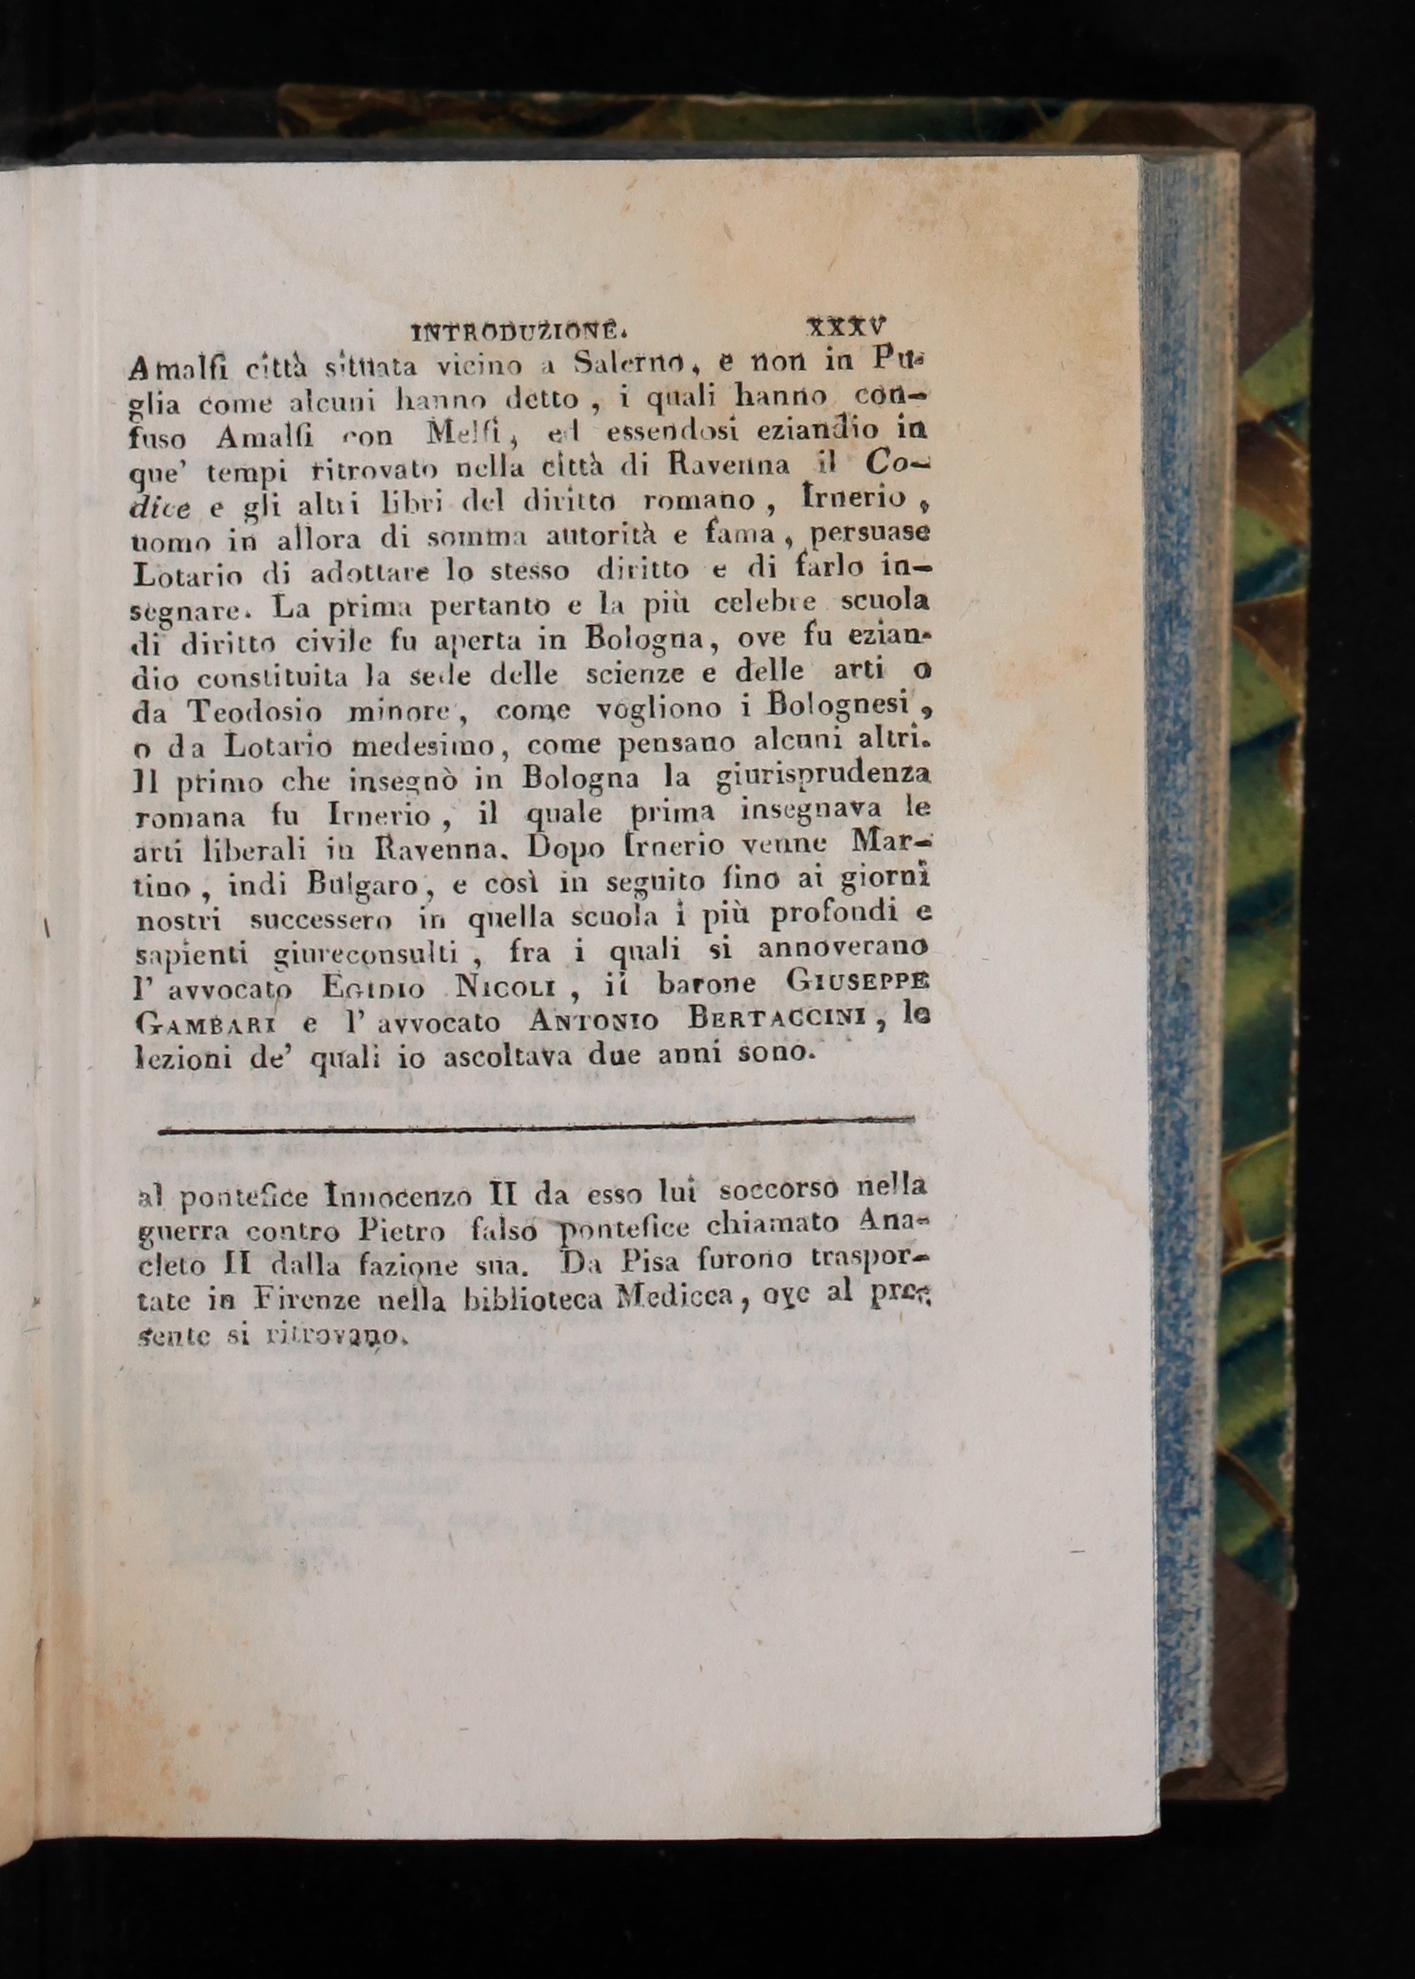 INTRODUZIONE. XXXV
Amalfi città situata vicino a Salerno, e non in Pu-
glia come alcuni hanno detto, i quali hanno con-
fuso Amalfi con Melfi, ed essendosi eziandio in
que' tempi ritrovato nella città di Ravenna il Co-
dice e gli altri libri del diritto romano, Irnerio,
uomo in allora di somma autorità e fama, persuase
Lotario di adottare lo stesso diritto e di farlo in-
segnare. La prima pertanto e la più celebre scuola
di diritto civile fu aperta in Bologna, ove fu ezian-
dio constituita la sede delle scienze e delle arti o
da Teodosio minore, come vogliono i Bolognesi,
o da Lotario medesimo, come pensano alcuni altri.
Il primo che insegnò in Bologna la giurisprudenza
romana fu Irnerio, il quale prima insegnava le
arti liberali in Ravenna. Dopo Irnerio venne Mar-
tino, indi Bulgaro, e così in seguito fino ai giorni
nostri successero in quella scuola i più profondi e
sapienti giureconsulti, fra i quali si annoverano
l' avvocato EGIDIO NICOLI, il barone GIUSEPPE
GAMBARI e l' avvocato ANTONIO BERTACCINI, le
lezioni de' quali io ascoltava due anni sono.
al pontefice Innocenzo II da esso lui soccorso nella
guerra contro Pietro falso pontefice chiamato Ana-
cleto II dalla fazione sua. Da Pisa furono traspor-
tate in Firenze nella biblioteca Medicea, ove al pre-
sente si ritrovano.